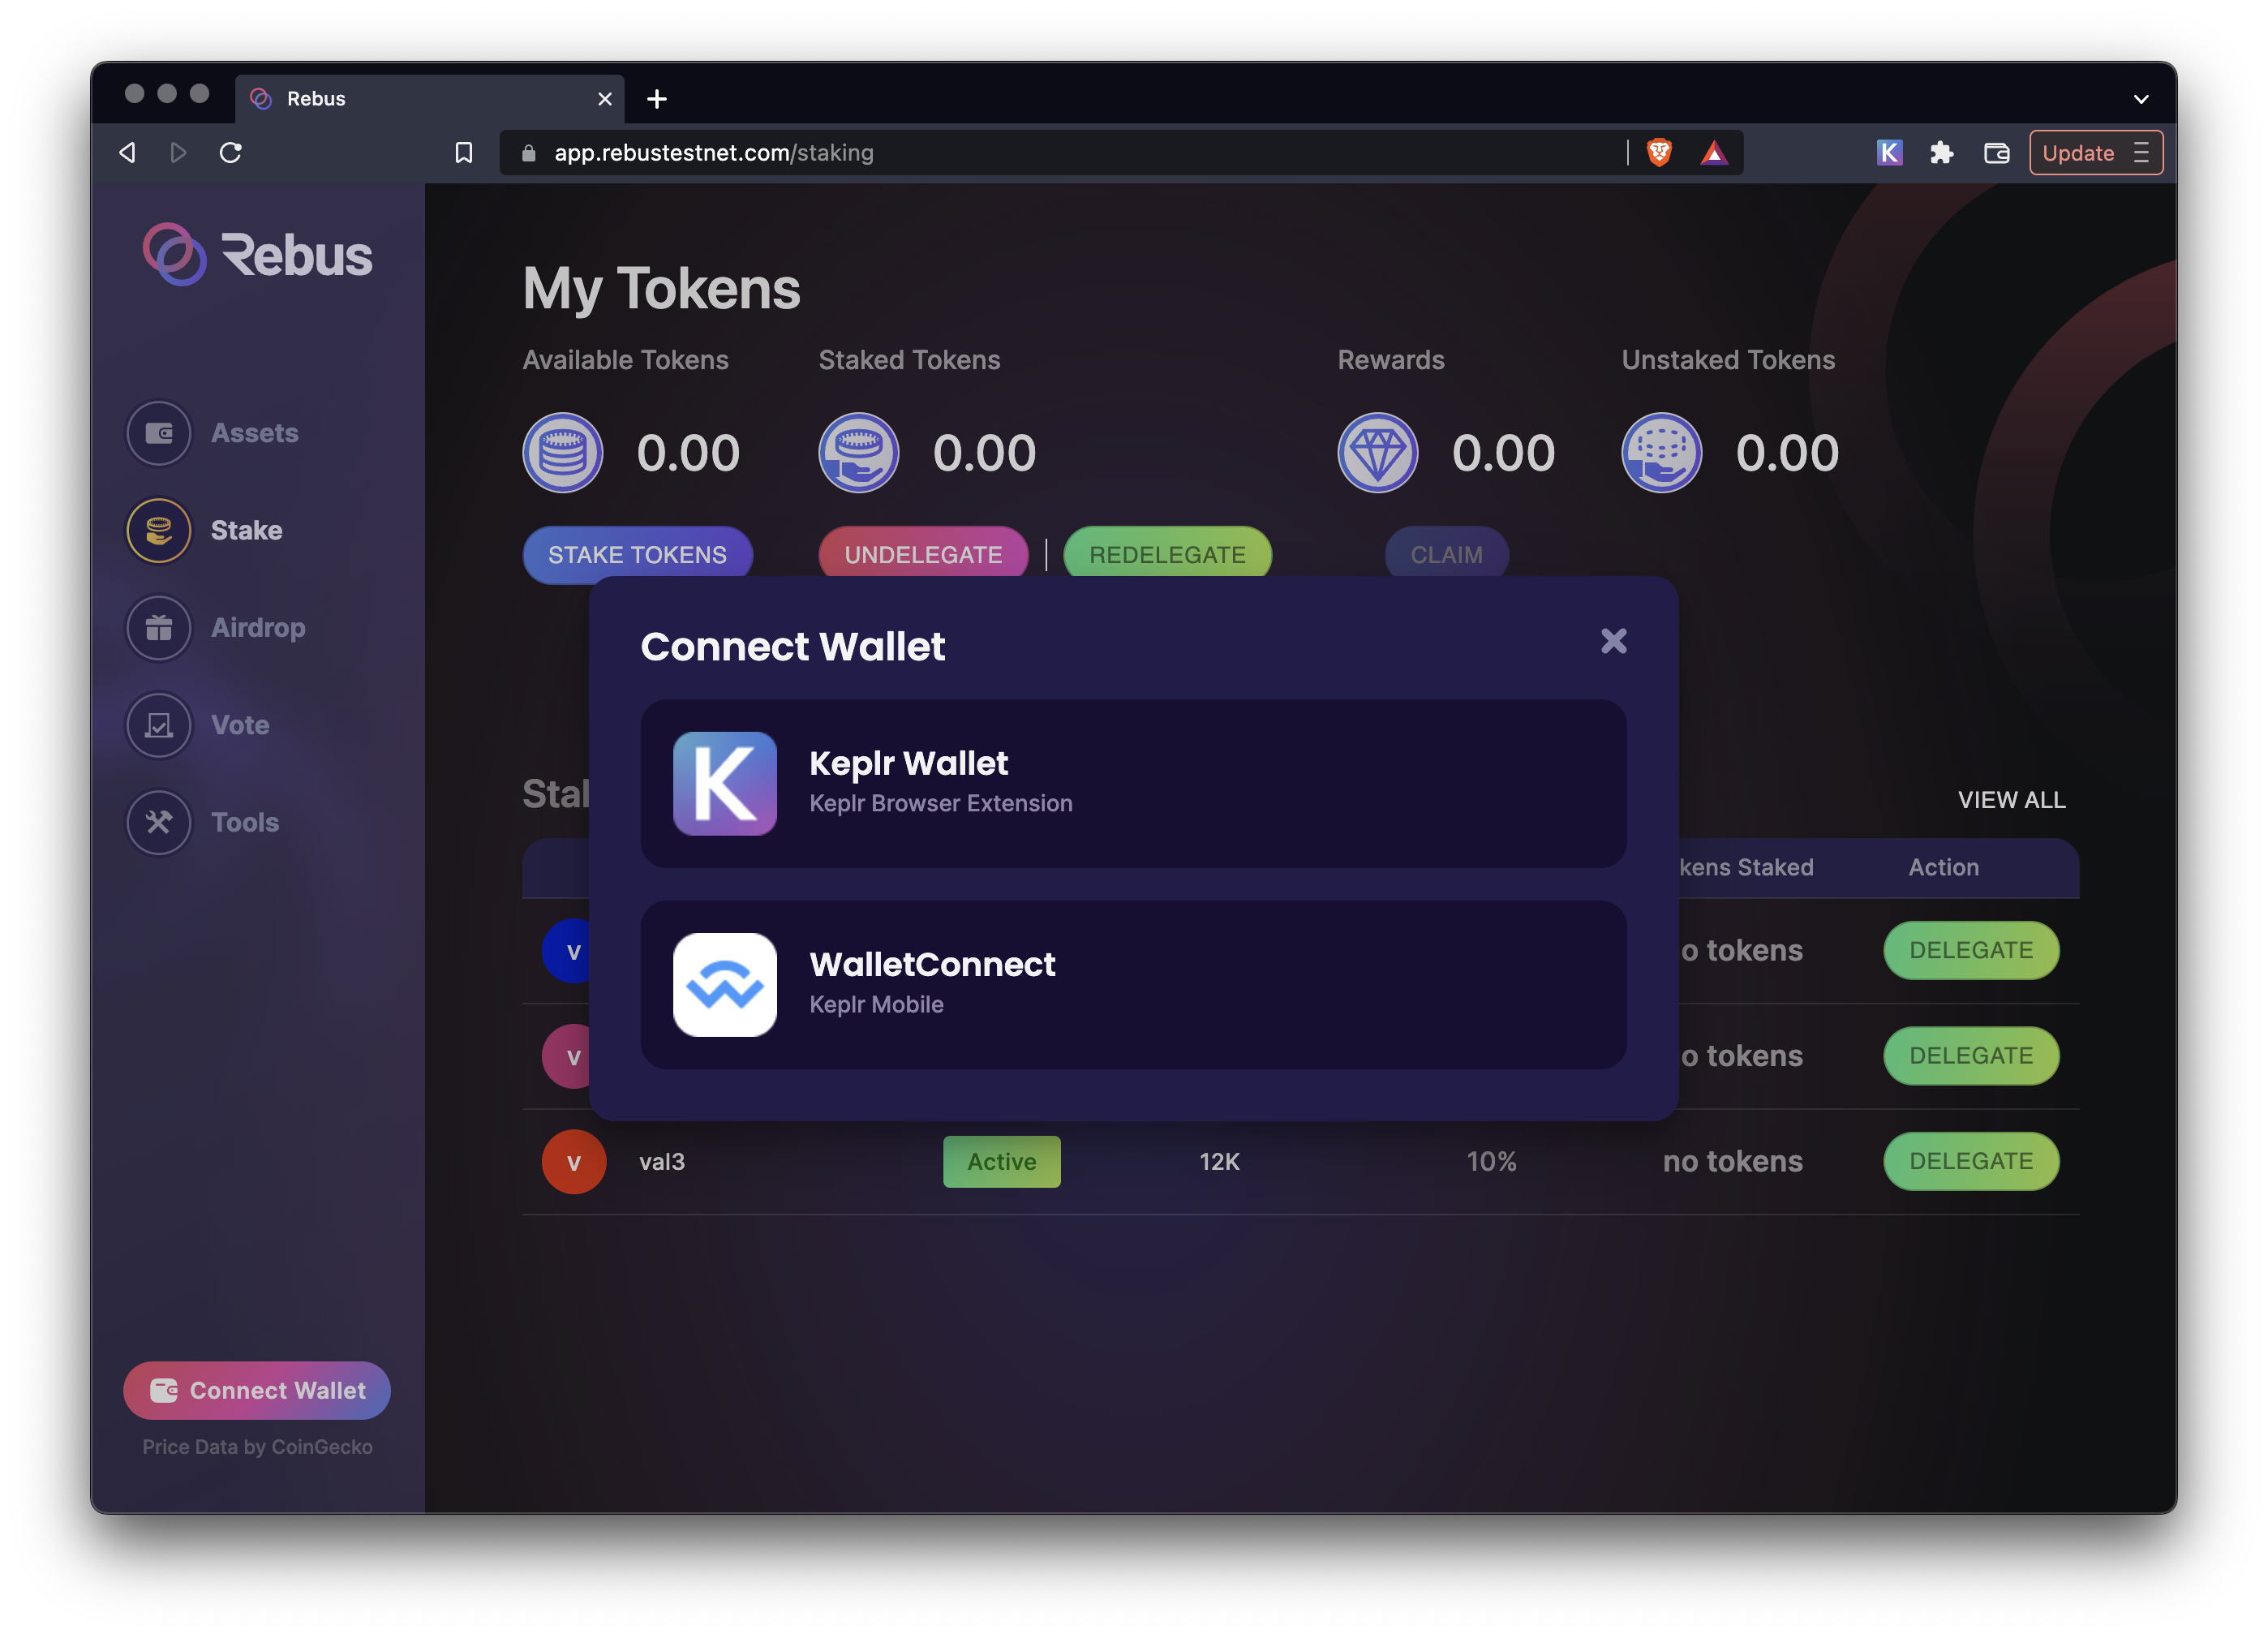 Rebus
app.rebustestnet.com/staking
K
Update
Rebus
My Tokens
Available Tokens
Staked Tokens
Rewards
Unstaked Tokens
Assets
0.00
0.00
0.00
0.00
Stake
STAKE TOKENS
UNDELEGATE
REDELEGATE
CLAIM
Airdrop
Connect Wallet
Vote
K
Keplr Wallet
Keplr Browser Extension
VIEW ALL
Tools
kens Staked
Action
V
o tokens
DELEGATE
WalletConnect
Keplr Mobile
V
o tokens
DELEGATE
V
val3
Active
12K
10%
no tokens
DELEGATE
Connect Wallet
Price Data by CoinGecko